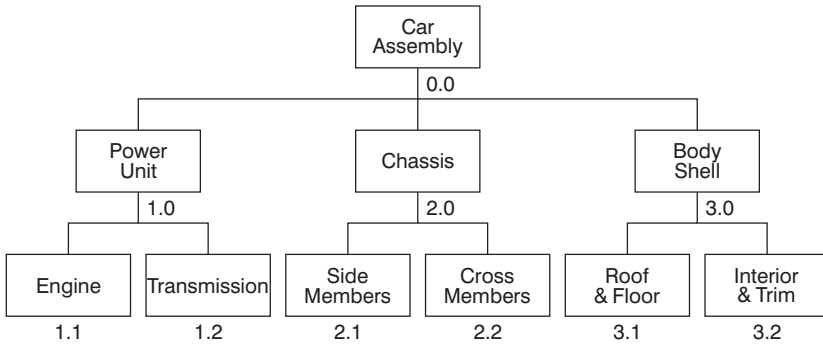 Car
Assembly
0.0
Power
Unit
Chassis
Body
Shell
1.0
2.0
3.0
Engine
Transmission
Side
Members
Cross
Members
Roof
& Floor
Interior
& Trim
1.1
1.2
2.1
2.2
3.1
3.2